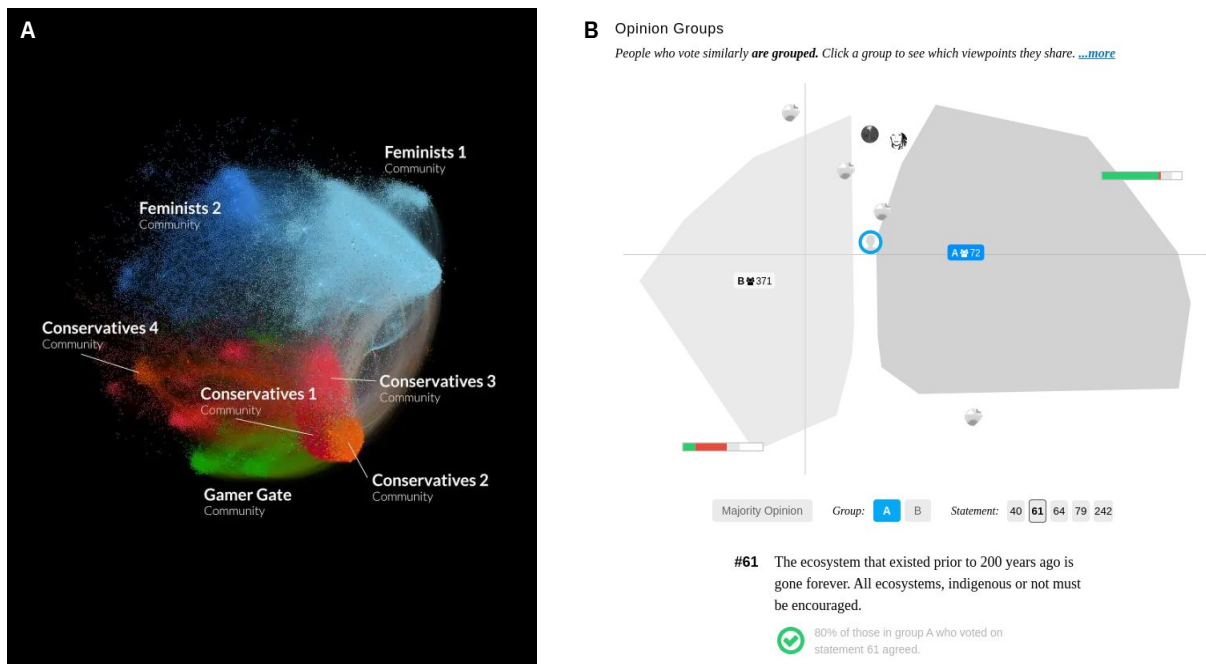 A
Feminists 1
Community
Feminists 2
Community
Conservatives 4
Community
Conservatives 3
Community
Conservatives 1
Community
Conservatives 2
Community
Gamer Gate
Community
B
Opinion Groups
People who vote similarly are grouped. Click a group to see which viewpoints they share. ...more
A 72
B 371
Majority Opinion Group: A B Statement: 40 61 64 79 242
#61 The ecosystem that existed prior to 200 years ago is
gone forever. All ecosystems, indigenous or not must
be encouraged.
80% of those in group A who voted on
statement 61 agreed.